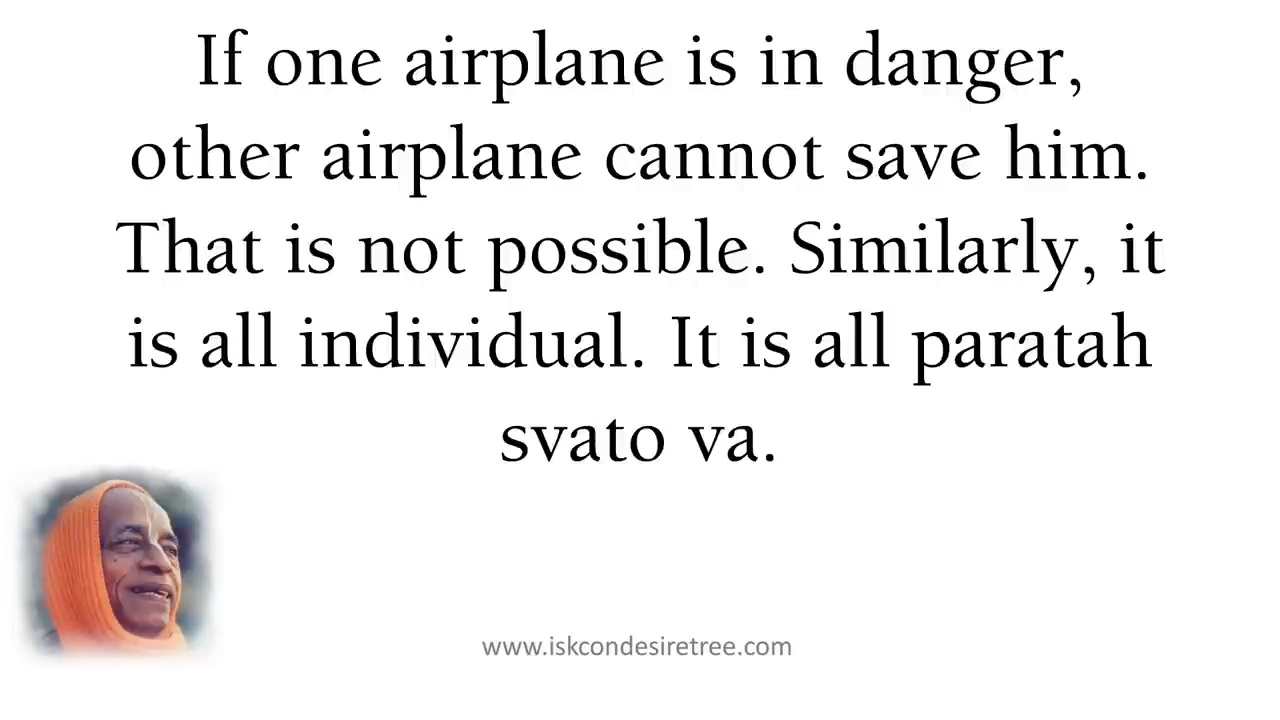 If one airplane is in danger,
other airplane cannot save him.
That is not possible. Similarly, it
is all individual. It is all paratah
svato va.
www.iskcondesiretree.com